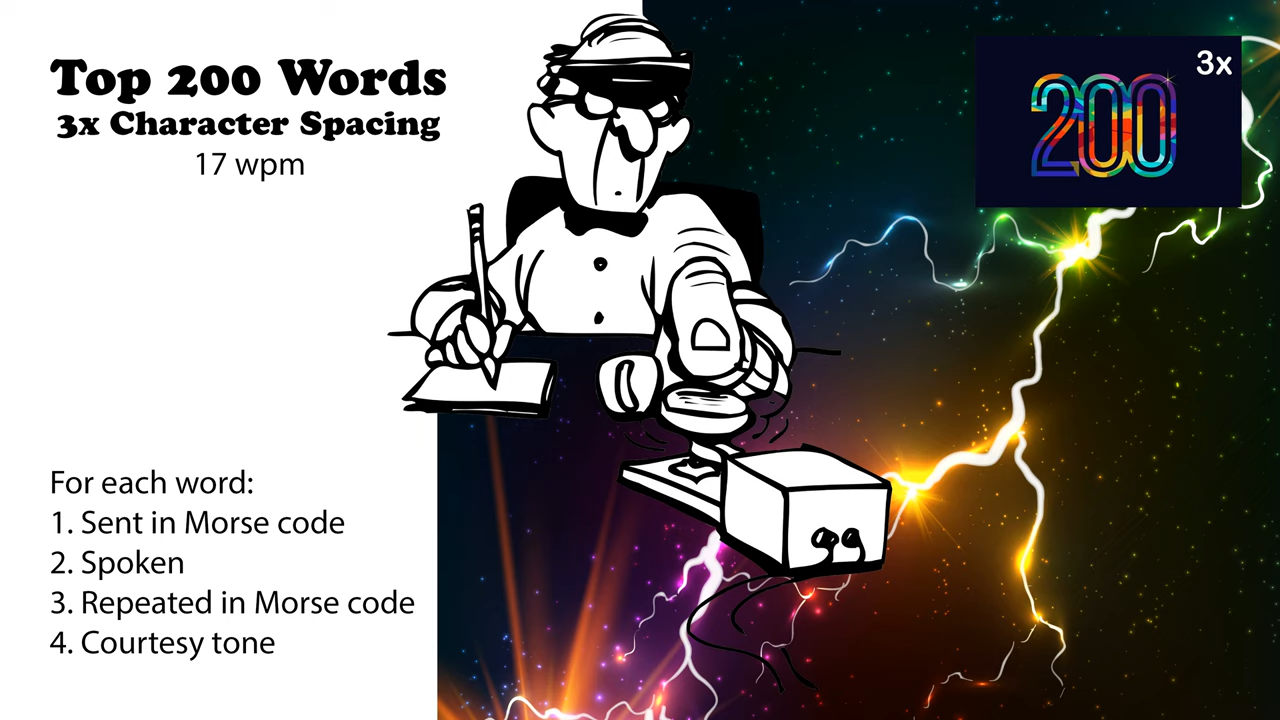 Top 200 Words
3x Character Spacing
17 wpm
3x
200
For each word:
1. Sent in Morse code
2. Spoken
3. Repeated in Morse code
4. Courtesy tone